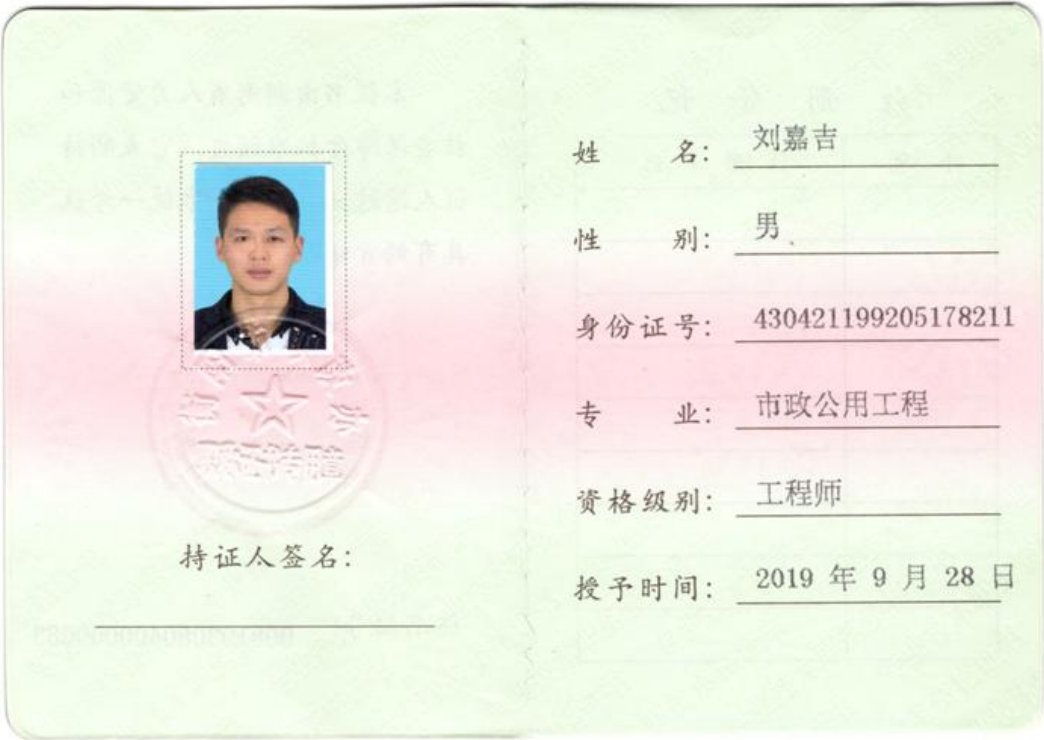 持证人签名：
姓 名： 刘嘉吉
性 别： 男
身份证号： 430421199205178211
专 业： 市政公用工程
资格级别： 工程师
授予时间： 2019 年 9 月 28 日